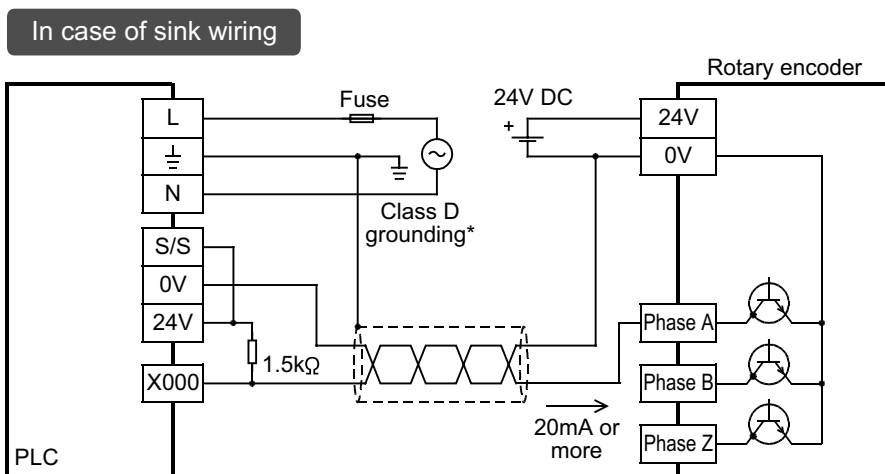 In case of sink wiring
Rotary encoder
Fuse
24V DC
L
+
24V
0V
N
Class D
grounding*
S/S
0V
24V
Phase A
1.5kΩ
X000
Phase B
20mA or
more
Phase Z
PLC